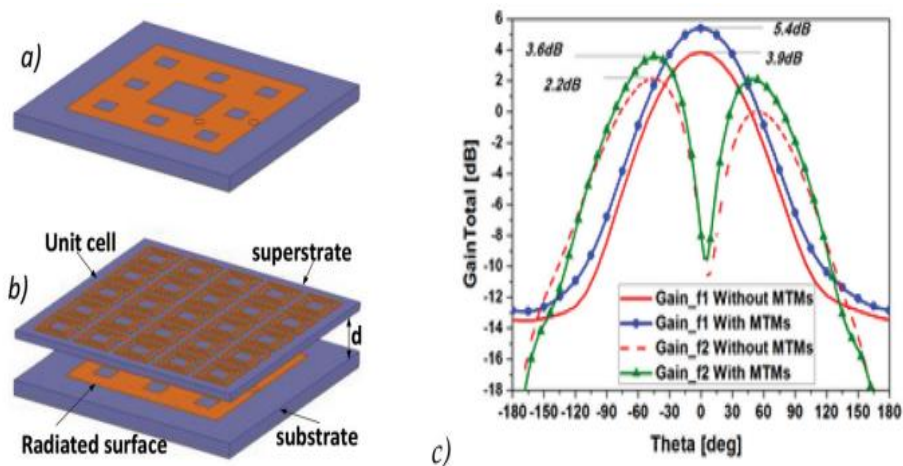 a)
Unit cell
superstrate
b)
d
Radiated surface
substrate
c)
GainTotal [dB]
6
4
2
0
-2
-4
-6
-8
-10
-12
-14
-16
-18
5.4dB
3.6dB
3.9dB
2.2dB
Gain_f1 Without MTMs
Gain_f1 With MTMs
Gain_f2 Without MTMs
Gain_f2 With MTMs
-180 -150 -120 -90 -60 -30 0 30 60 90 120 150 180
Theta [deg]